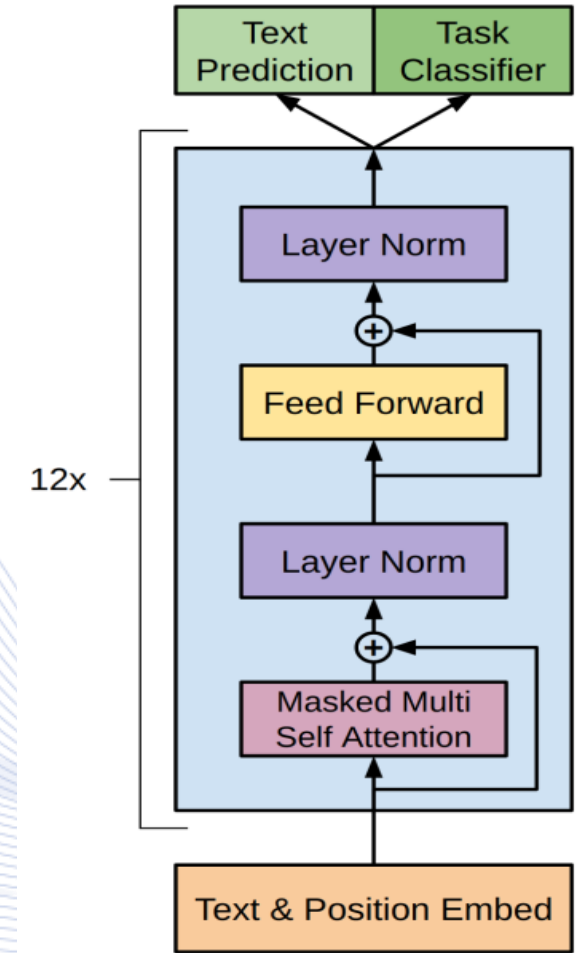 Text
Prediction
Task
Classifier
Layer Norm
+
Feed Forward
12x
Layer Norm
+
Masked Multi
Self Attention
Text & Position Embed